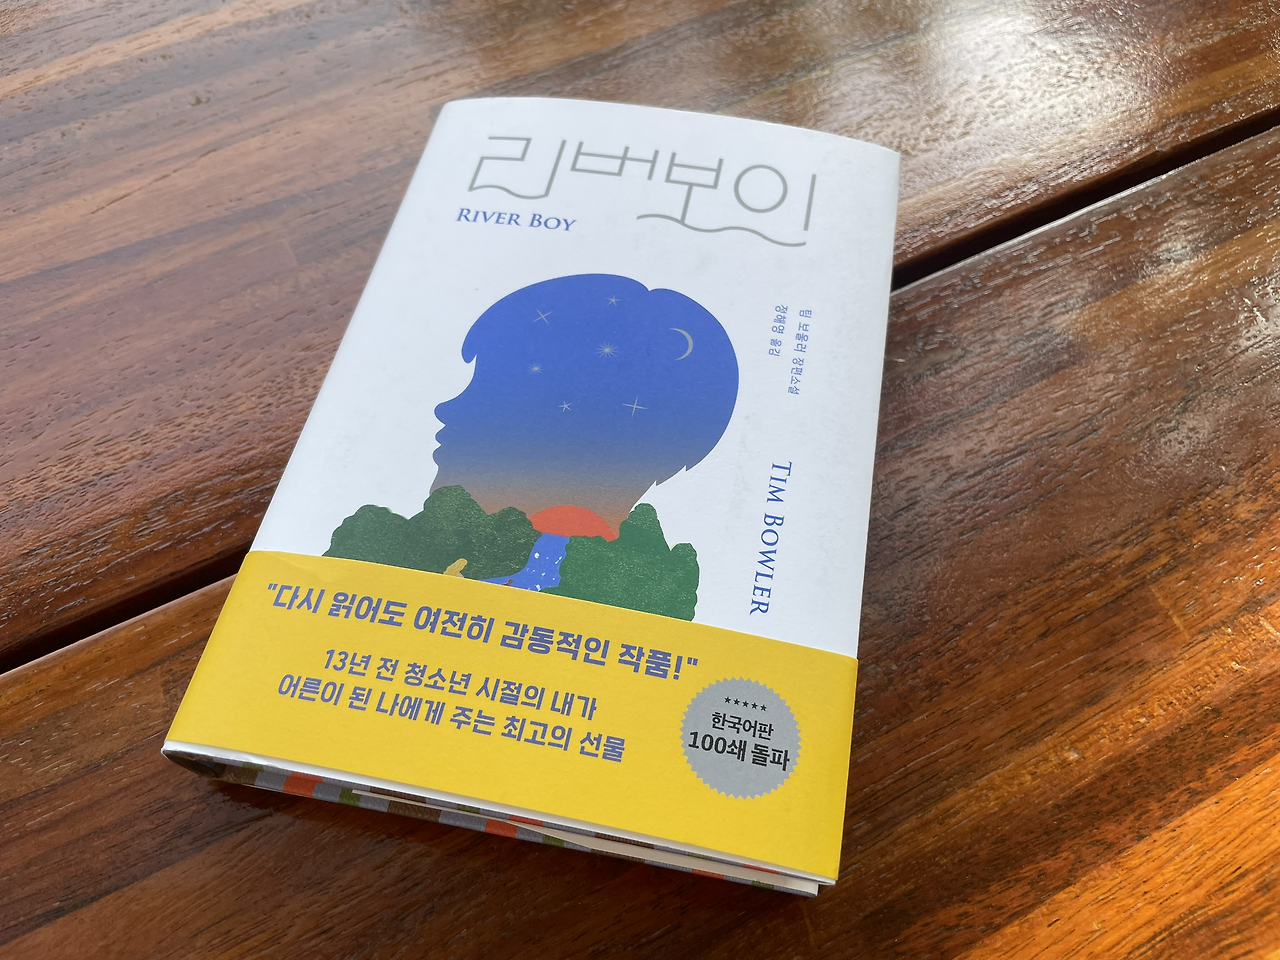 리버보이
RIVER BOY
팀 보울러 장편소설
정해영 옮김
TIM BOWLER
"다시 읽어도 여전히 감동적인 작품!"
13년 전 청소년 시절의 내가
어른이 된 나에게 주는 최고의 선물
★★★★★
한국어판
100쇄 돌파